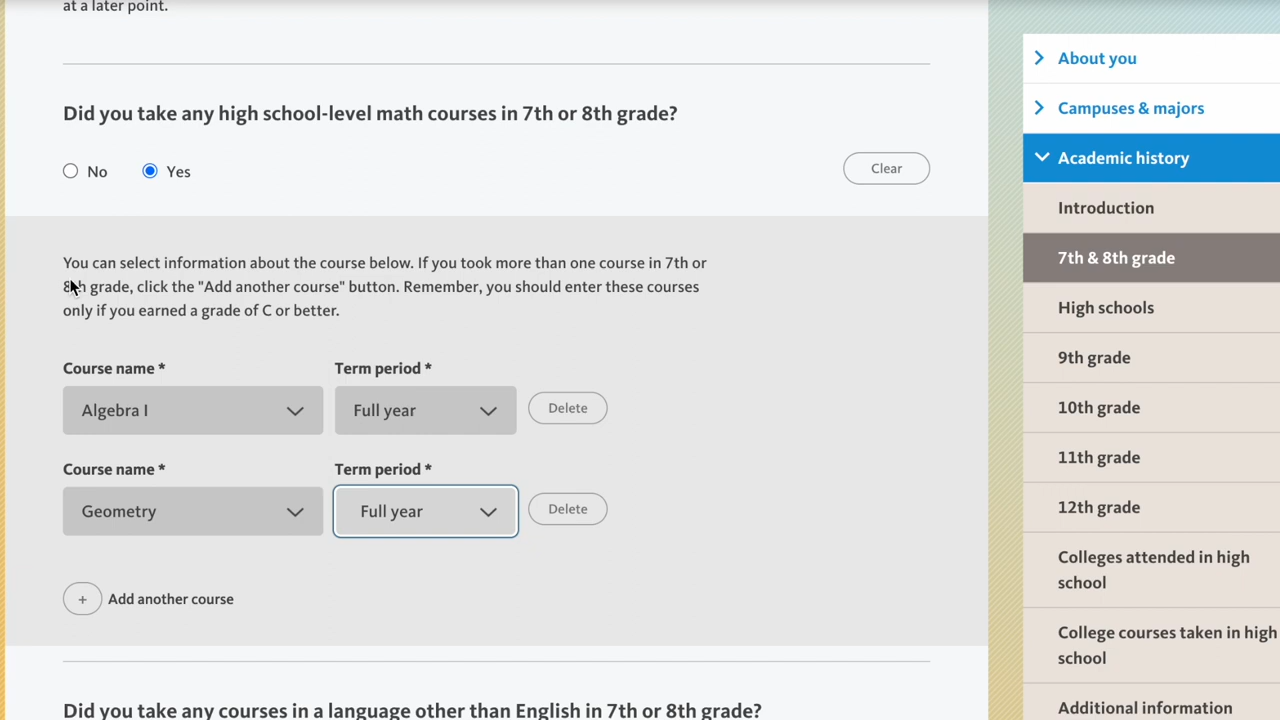 at a later point.
Did you take any high school-level math courses in 7th or 8th grade?
No
Yes
Clear
You can select information about the course below. If you took more than one course in 7th or
8th grade, click the "Add another course" button. Remember, you should enter these courses
only if you earned a grade of C or better.
Course name *
Term period *
Algebra I
Full year
Delete
Course name *
Term period *
Geometry
Full year
Delete
+ Add another course
Did you take any courses in a language other than English in 7th or 8th grade?
About you
Campuses & majors
Academic history
Introduction
7th & 8th grade
High schools
9th grade
10th grade
11th grade
12th grade
Colleges attended in high
school
College courses taken in high
school
Additional information